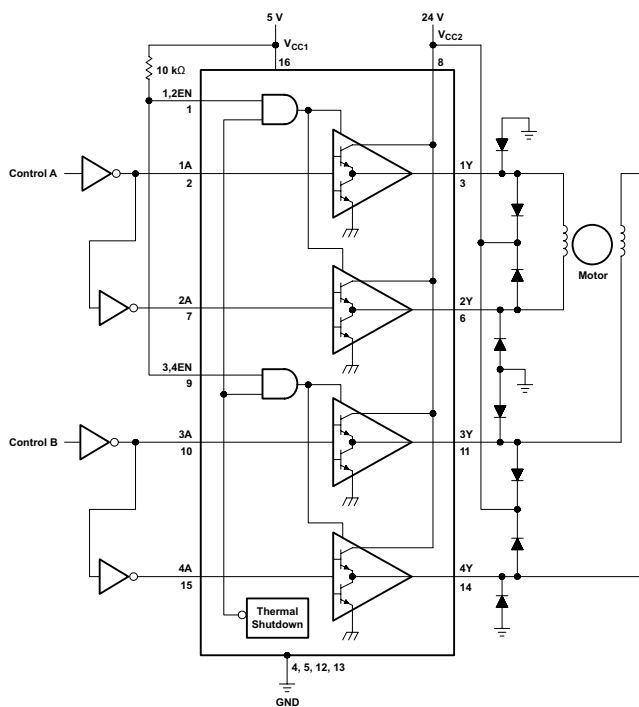 5 V
24 V
VCC1
VCC2
16
8
10 kΩ
1,2EN
1
Control A
1A
2
1Y
3
Motor
2A
7
2Y
6
3,4EN
9
Control B
3A
10
3Y
11
4A
15
4Y
14
Thermal
Shutdown
4, 5, 12, 13
GND